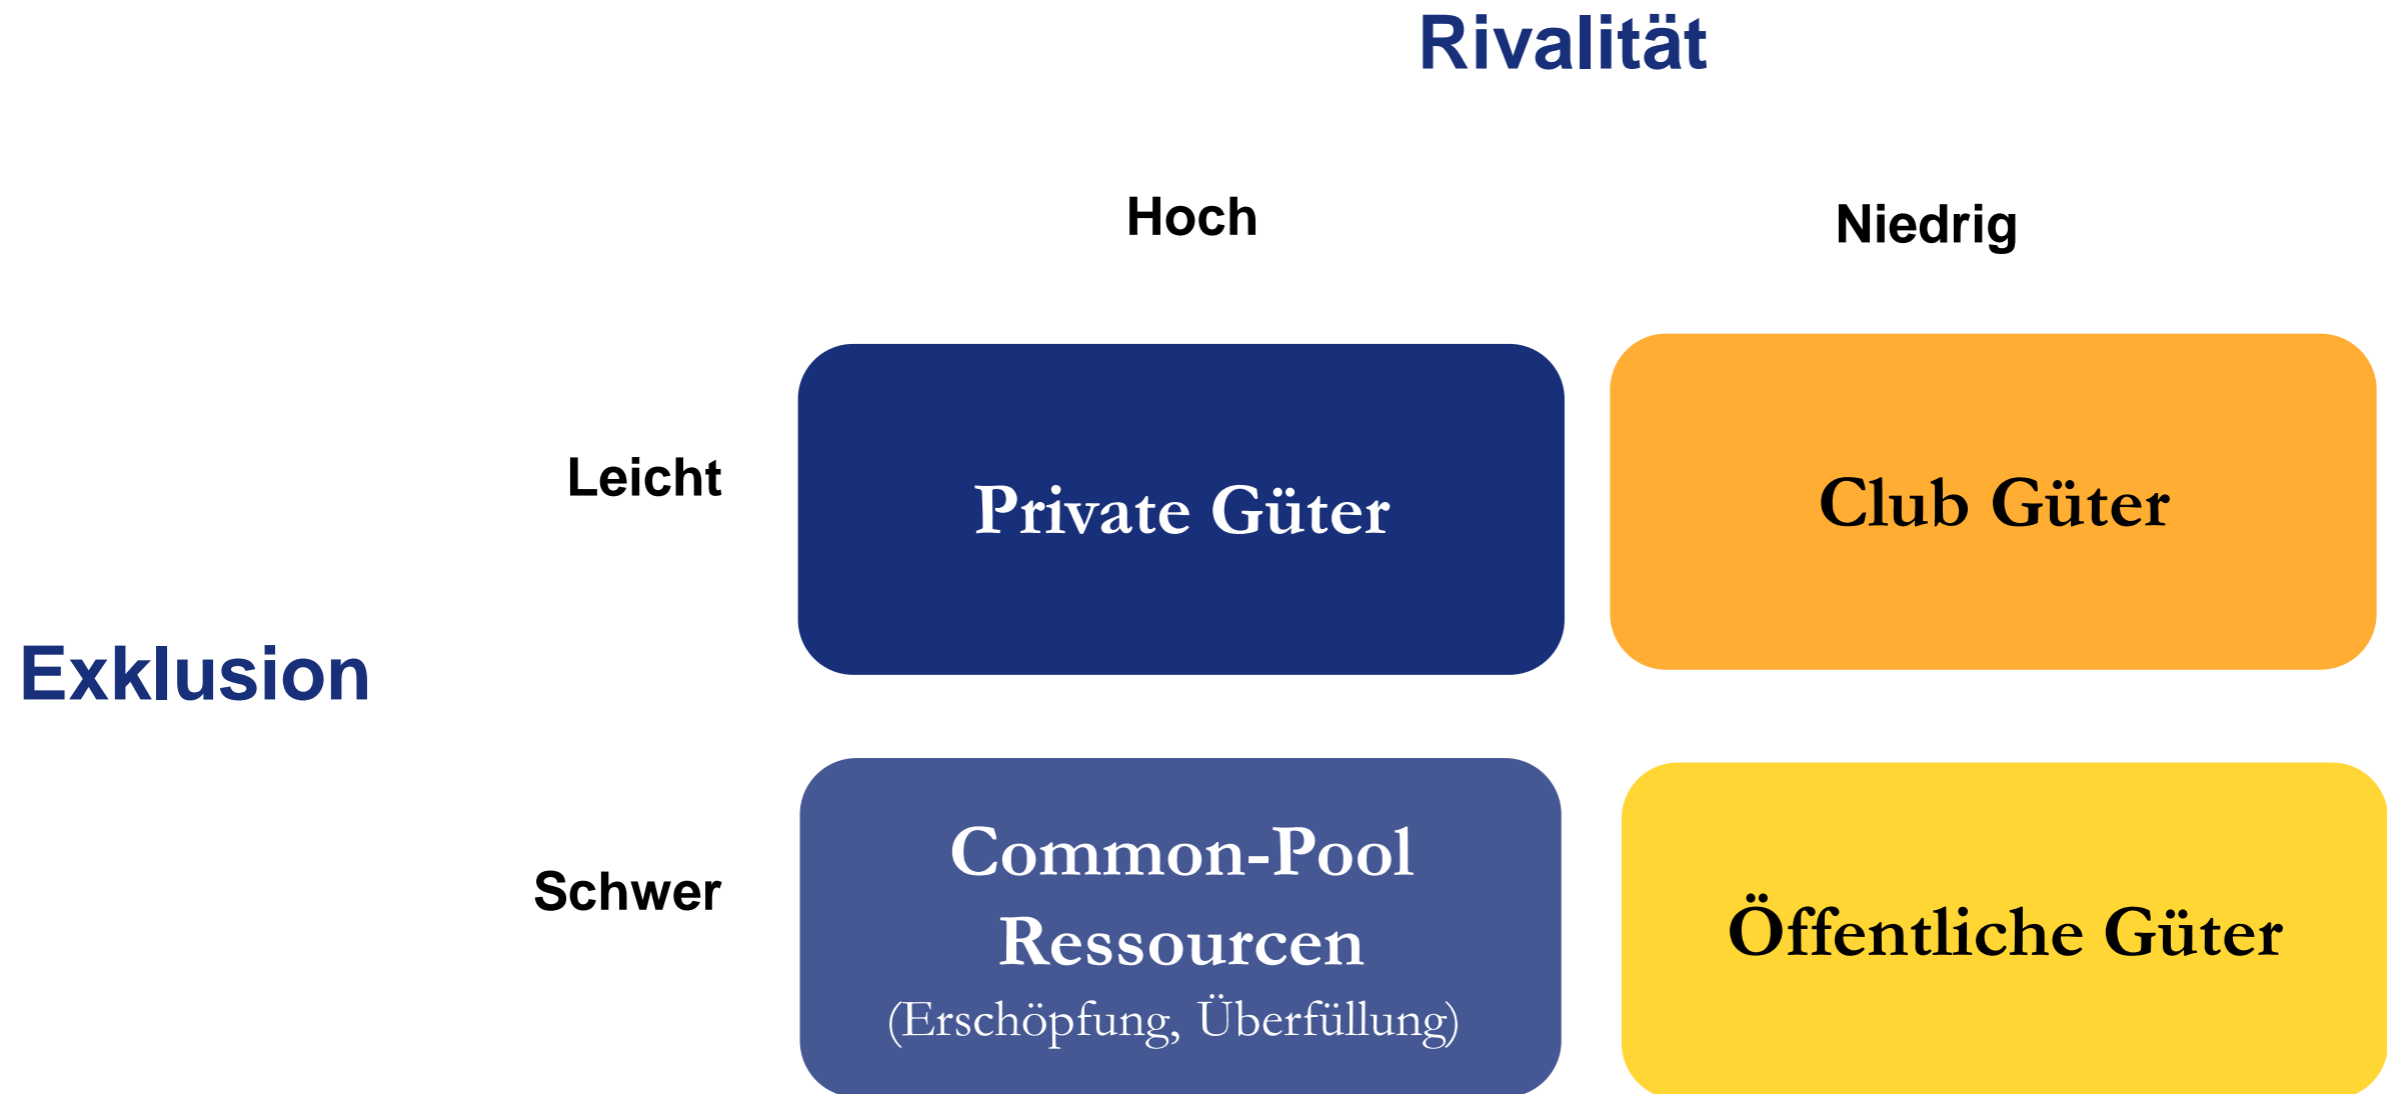 Rivalität
Hoch
Niedrig
Leicht
Private Güter
Club Güter
Exklusion
Schwer
Common-Pool
Ressourcen
(Erschöpfung, Überfüllung)
Öffentliche Güter